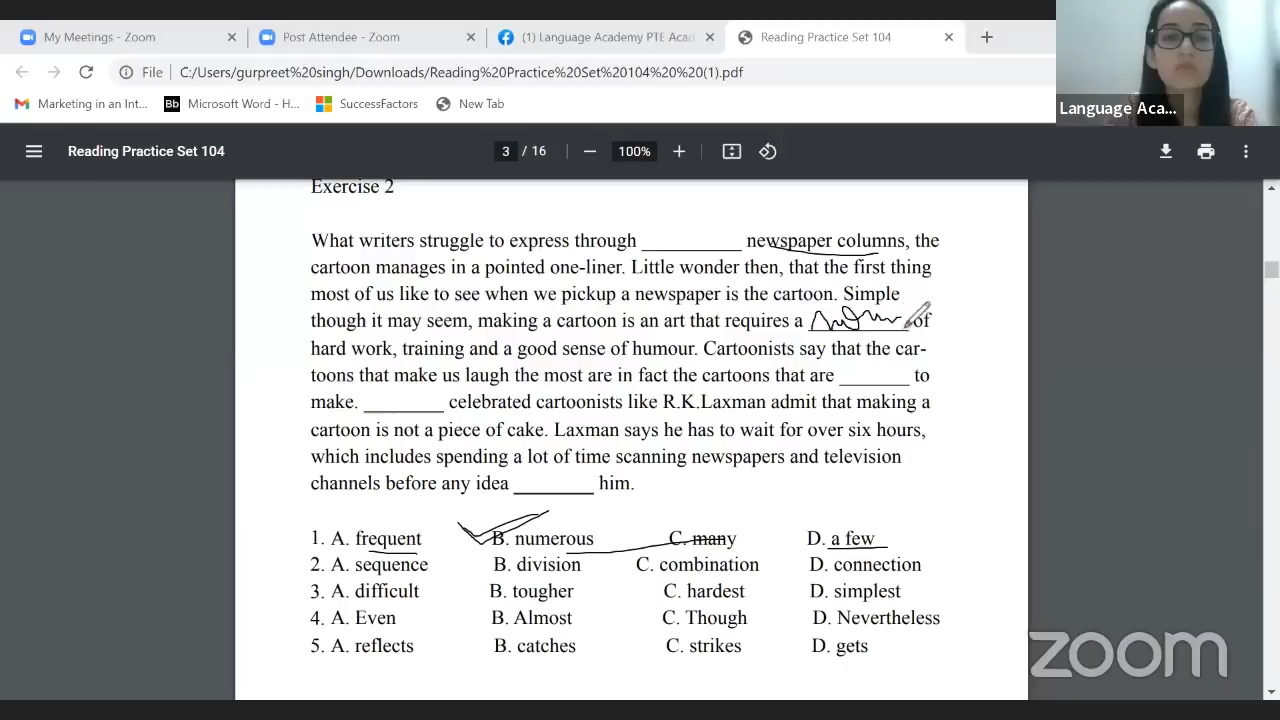 My Meetings - Zoom
Post Attendee - Zoom
(1) Language Academy PTE Acad
Reading Practice Set 104
File
C:/Users/gurpreet%20singh/Downloads/Reading%20Practice%20Set%20104%20%20(1).pdf
Marketing in an Int...
Bb Microsoft Word - H...
SuccessFactors
New Tab
Language Aca...
Reading Practice Set 104
3 / 16
100%
Exercise 2
What writers struggle to express through __________ newspaper columns, the
cartoon manages in a pointed one-liner. Little wonder then, that the first thing
most of us like to see when we pickup a newspaper is the cartoon. Simple
though it may seem, making a cartoon is an art that requires a __________ of
hard work, training and a good sense of humour. Cartoonists say that the car-
toons that make us laugh the most are in fact the cartoons that are _______ to
make. ________ celebrated cartoonists like R.K.Laxman admit that making a
cartoon is not a piece of cake. Laxman says he has to wait for over six hours,
which includes spending a lot of time scanning newspapers and television
channels before any idea ________ him.
1. A. frequent B. numerous C. many D. a few
2. A. sequence B. division C. combination D. connection
3. A. difficult B. tougher C. hardest D. simplest
4. A. Even B. Almost C. Though D. Nevertheless
5. A. reflects B. catches C. strikes D. gets
zoom